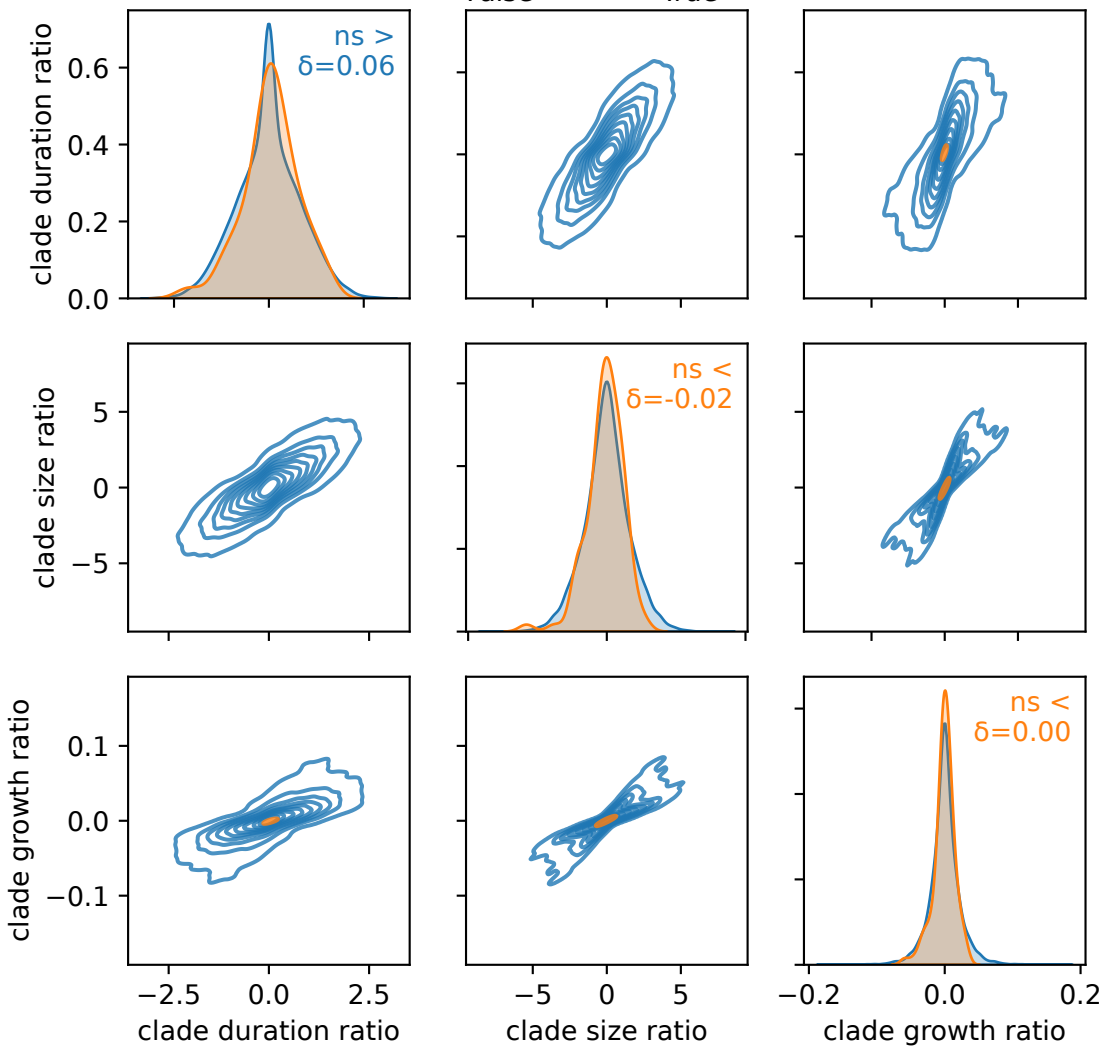 ns >
δ=0.06
clade duration ratio
0.6
0.4
0.2
0.0
ns <
δ=-0.02
clade size ratio
5
0
−5
ns <
δ=0.00
clade growth ratio
0.1
0.0
−0.1
−2.5 0.0 2.5 −5 0 5 −0.2 0.0 0.2
clade duration ratio clade size ratio clade growth ratio